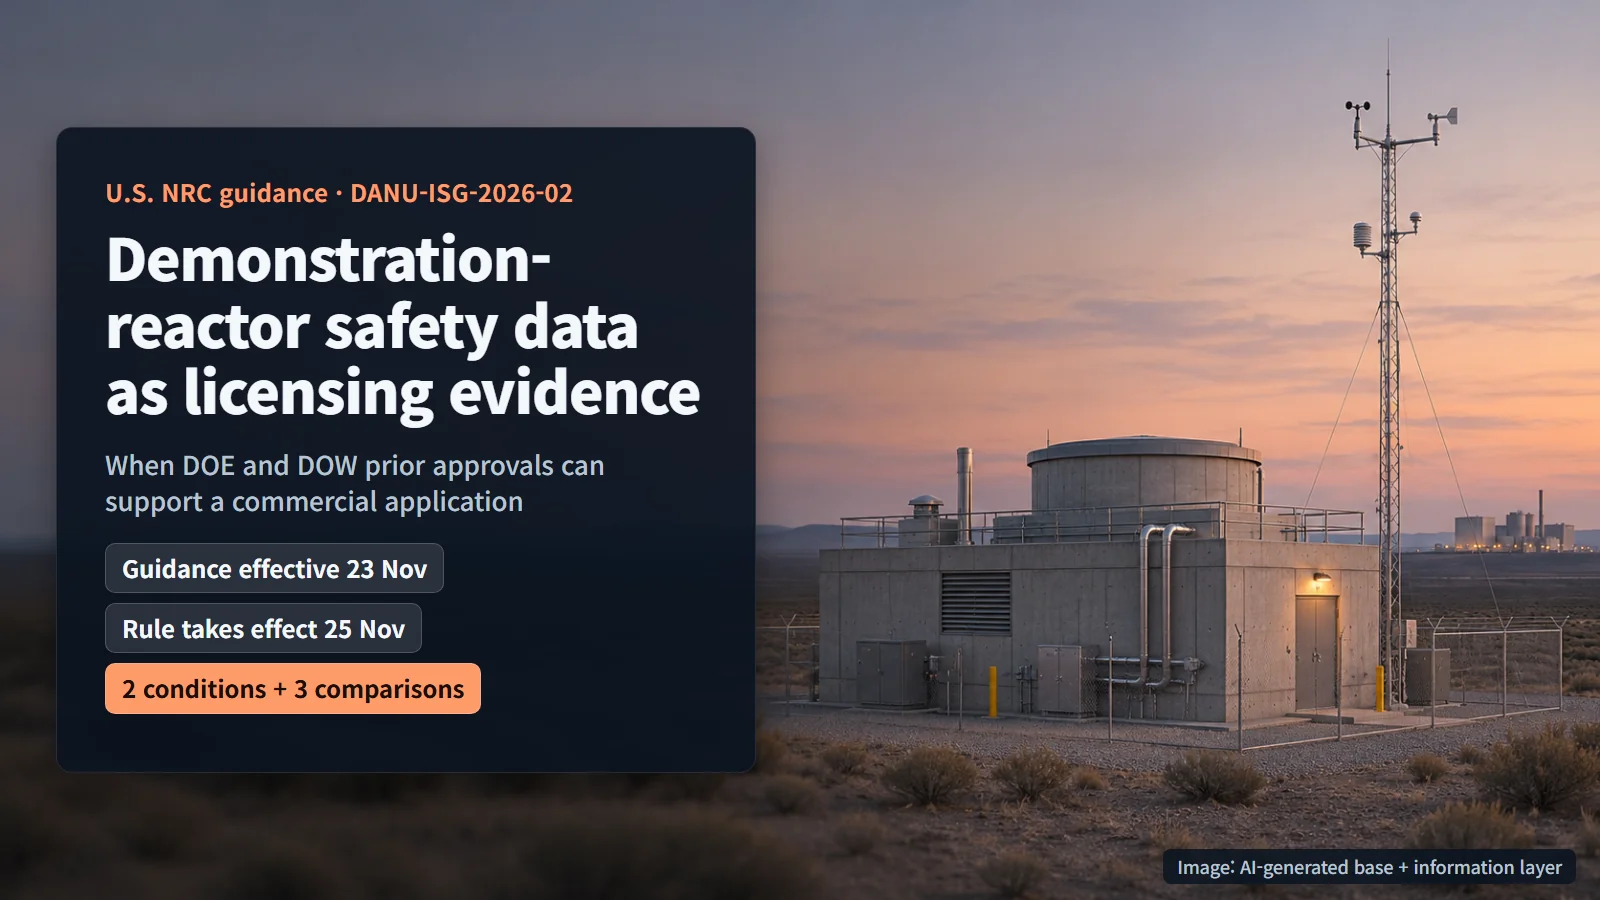 U.S. NRC guidance · DANU-ISG-2026-02
Demonstration-
reactor safety data
as licensing evidence
When DOE and DOW prior approvals can
support a commercial application
Guidance effective 23 Nov
Rule takes effect 25 Nov
2 conditions + 3 comparisons
Image: AI-generated base + information layer